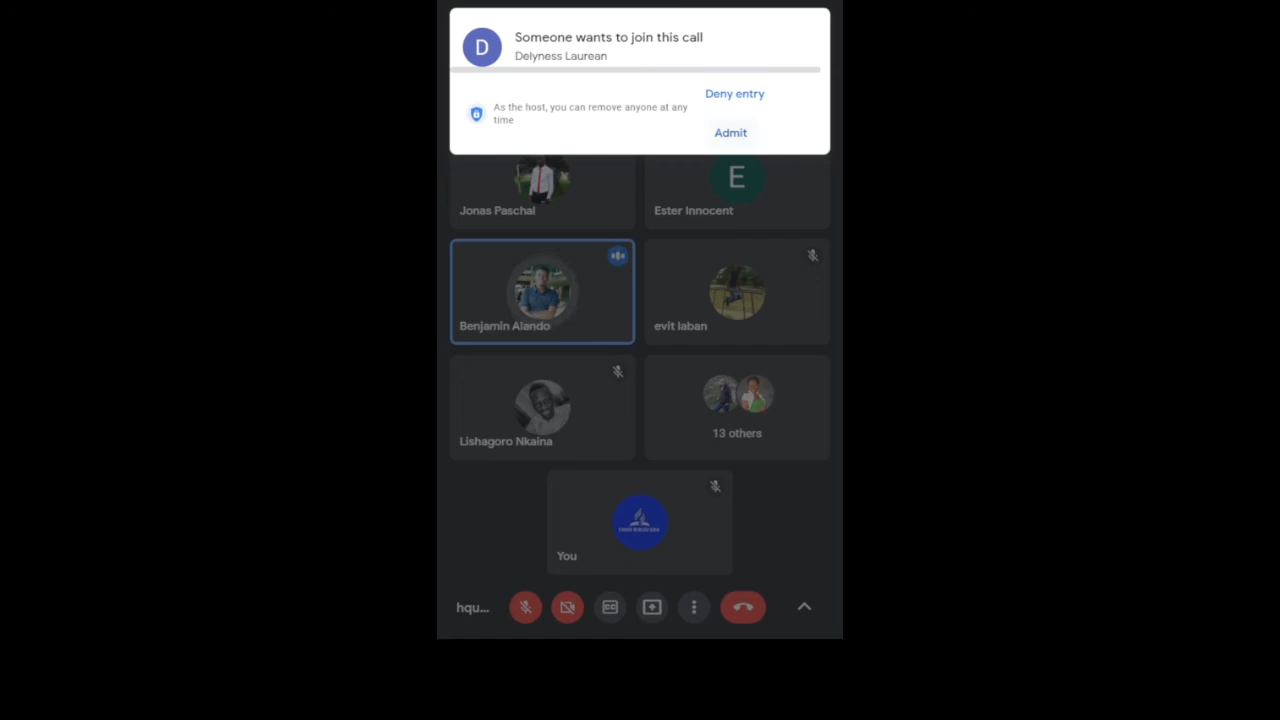 D
Someone wants to join this call
Delyness Laurean
As the host, you can remove anyone at any
time
Deny entry
Admit
Jonas Paschal
E
Ester Innocent
Benjamin Alando
evit laban
Lishagoro Nkaina
13 others
You
hqu...
CC